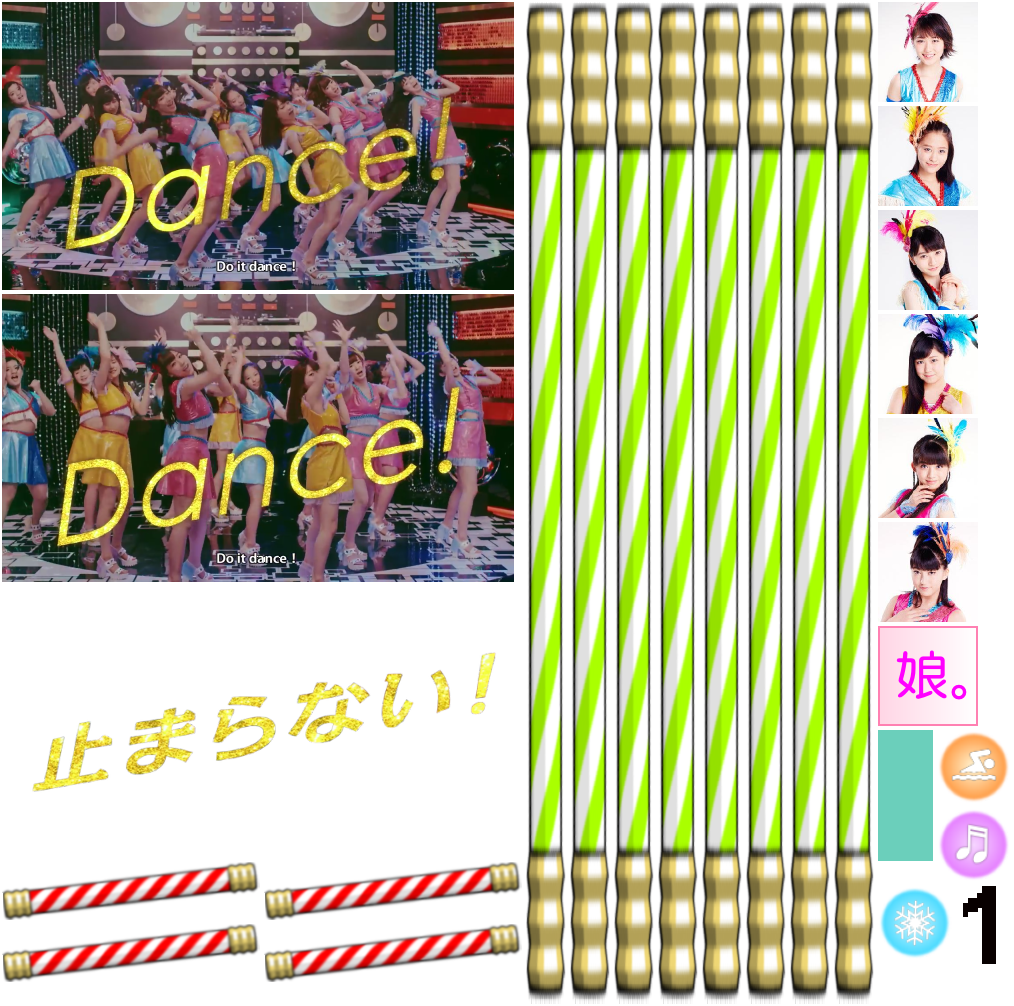 Dance!
Do it dance！
Dance!
Do it dance！
止まらない！
娘。
1